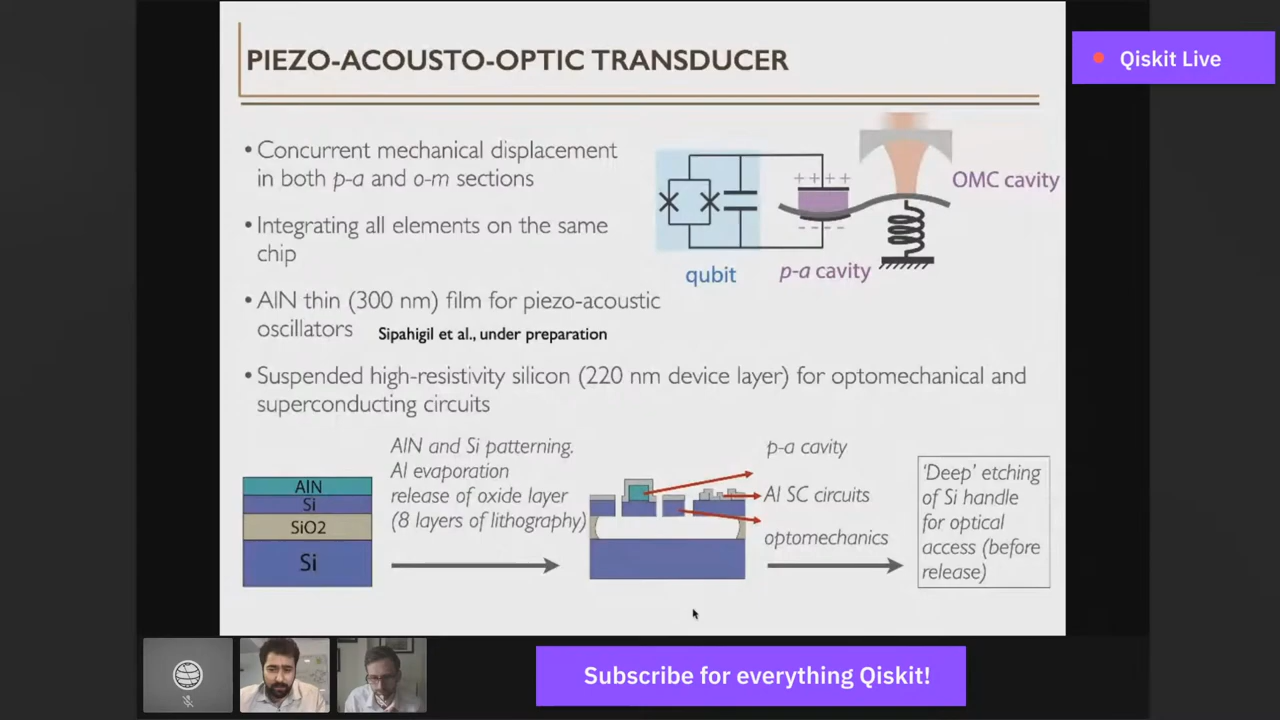 PIEZO-ACOUSTO-OPTIC TRANSDUCER
Qiskit Live
• Concurrent mechanical displacement
in both p-a and o-m sections
• Integrating all elements on the same
chip
• AlN thin (300 nm) film for piezo-acoustic
oscillators
Sipahigil et al., under preparation
• Suspended high-resistivity silicon (220 nm device layer) for optomechanical and
superconducting circuits
++++
----
OMC cavity
qubit
p-a cavity
AlN
Si
SiO2
Si
AlN and Si patterning.
Al evaporation
release of oxide layer
(8 layers of lithography)
p-a cavity
Al SC circuits
optomechanics
'Deep' etching
of Si handle
for optical
access (before
release)
Subscribe for everything Qiskit!